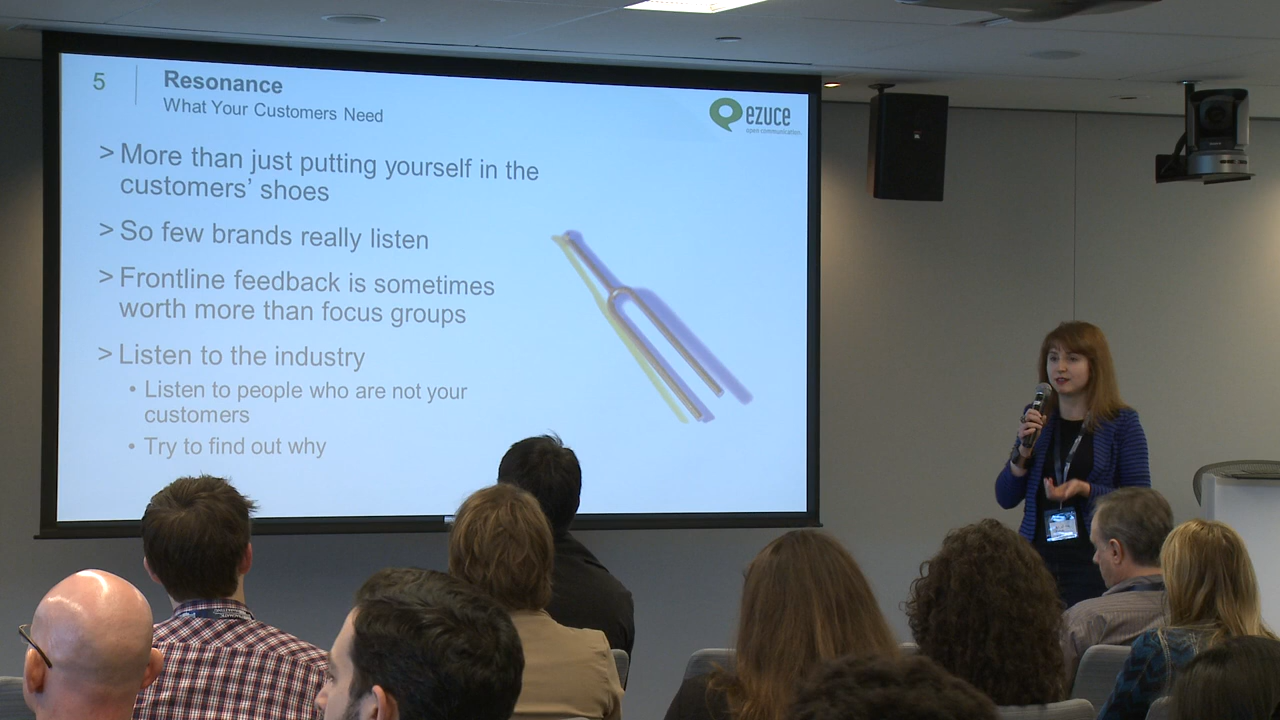 5
Resonance
What Your Customers Need
ezuce
open communication.
> More than just putting yourself in the
customers’ shoes
> So few brands really listen
> Frontline feedback is sometimes
worth more than focus groups
> Listen to the industry
• Listen to people who are not your
customers
• Try to find out why